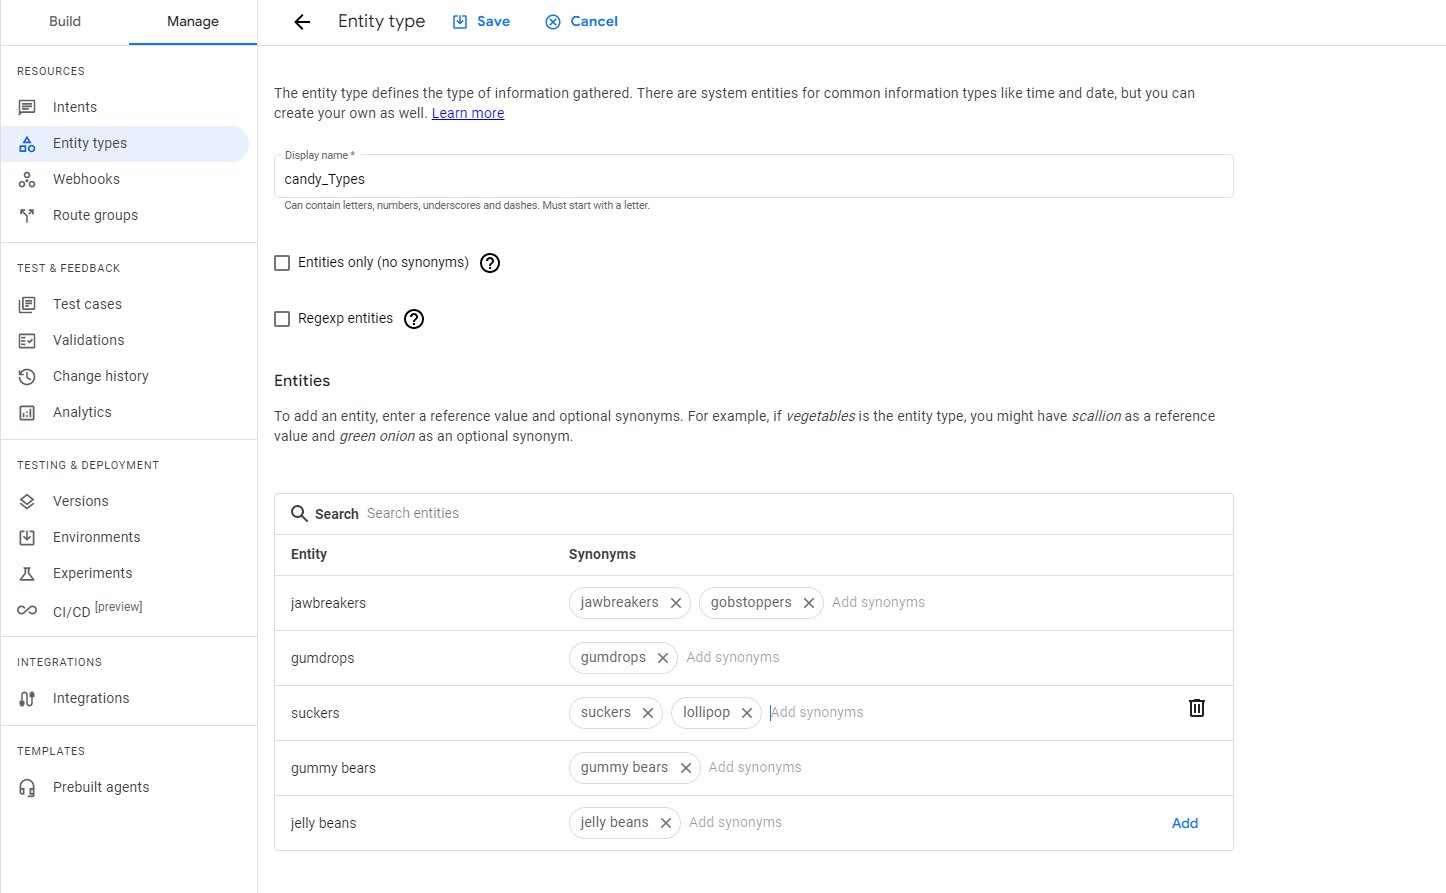 Build
Manage
Entity type
Save
Cancel
RESOURCES
Intents
Entity types
Webhooks
Route groups
TEST & FEEDBACK
Test cases
Validations
Change history
Analytics
TESTING & DEPLOYMENT
Versions
Environments
Experiments
CI/CD [preview]
INTEGRATIONS
Integrations
TEMPLATES
Prebuilt agents
The entity type defines the type of information gathered. There are system entities for common information types like time and date, but you can
create your own as well. Learn more
Display name *
candy_Types
Can contain letters, numbers, underscores and dashes. Must start with a letter.
Entities only (no synonyms)
Regexp entities
Entities
To add an entity, enter a reference value and optional synonyms. For example, if vegetables is the entity type, you might have scallion as a reference
value and green onion as an optional synonym.
Search Search entities
Entity Synonyms
jawbreakers jawbreakers gobstoppers Add synonyms
gumdrops gumdrops Add synonyms
suckers suckers lollipop Add synonyms
gummy bears gummy bears Add synonyms
jelly beans jelly beans Add synonyms Add